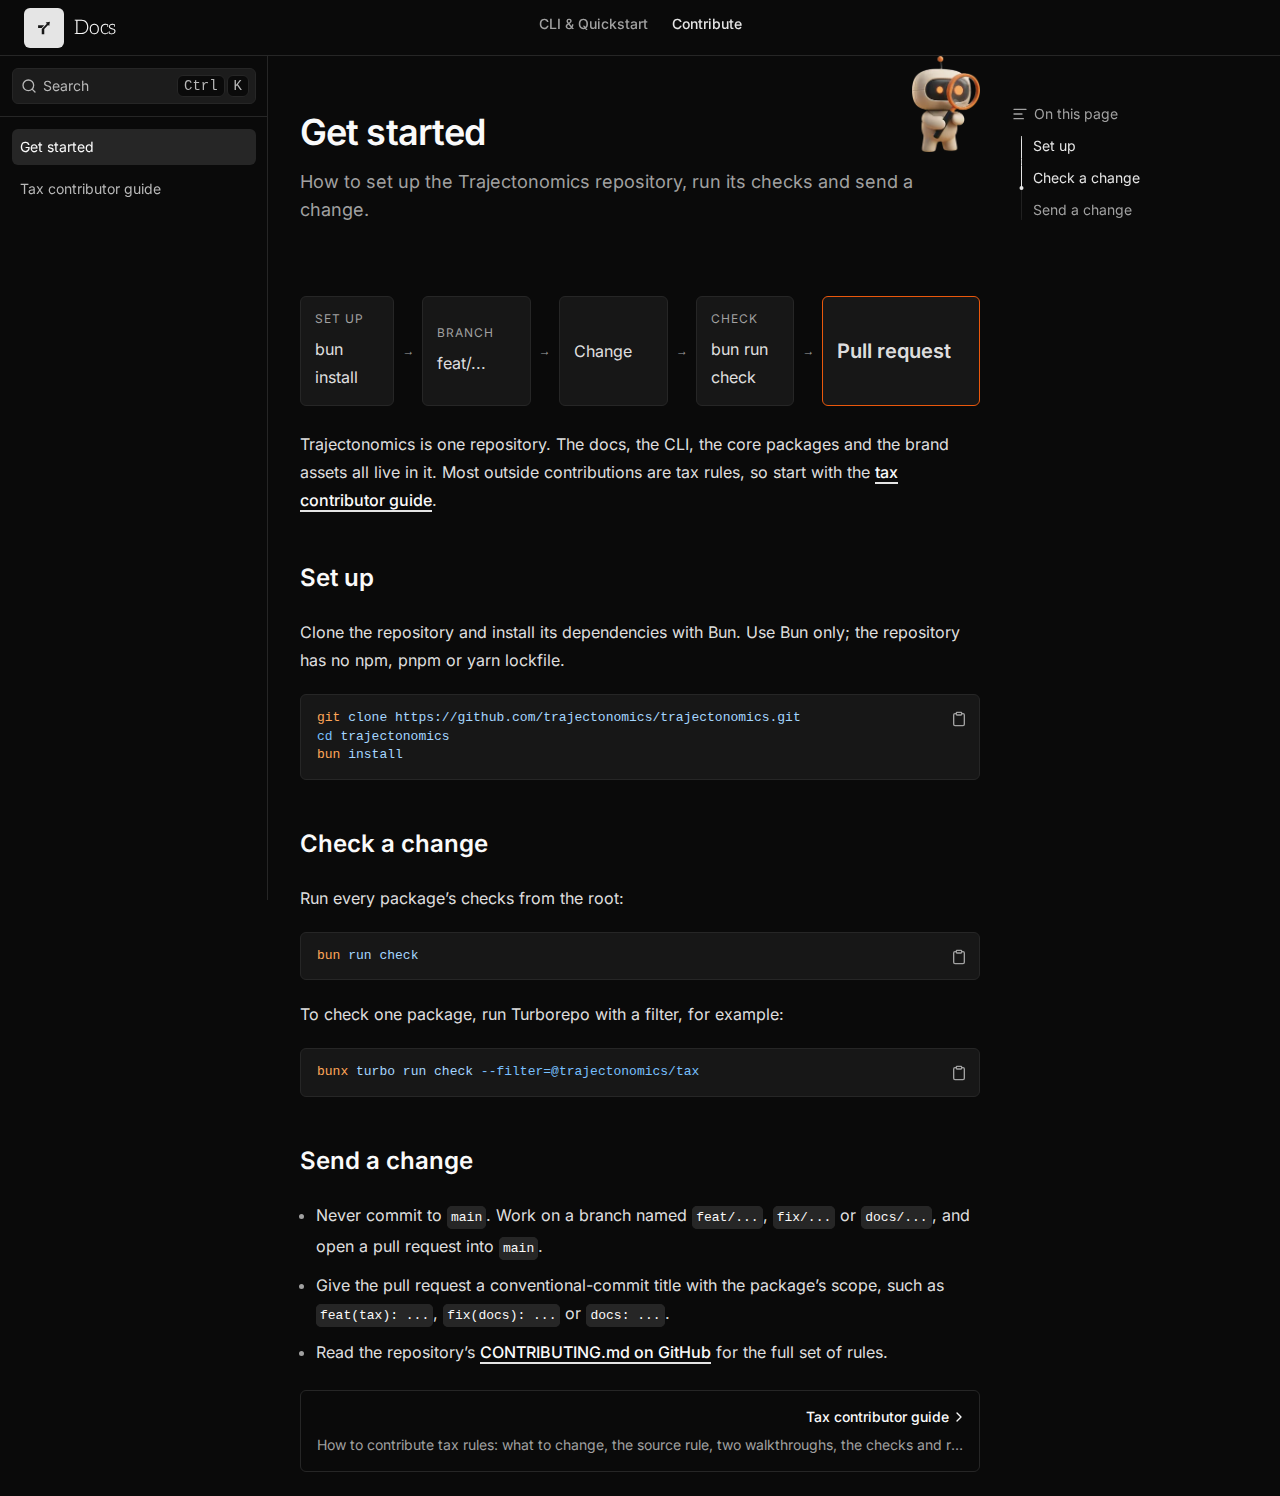 Docs
CLI & Quickstart
Contribute
Search
Ctrl K
Get started
Tax contributor guide
Get started
How to set up the Trajectonomics repository, run its checks and send a
change.
On this page
Set up
Check a change
Send a change
SET UP
bun
install
→
BRANCH
feat/...
→
Change
→
CHECK
bun run
check
→
Pull request
Trajectonomics is one repository. The docs, the CLI, the core packages and the brand
assets all live in it. Most outside contributions are tax rules, so start with the tax
contributor guide.
Set up
Clone the repository and install its dependencies with Bun. Use Bun only; the repository
has no npm, pnpm or yarn lockfile.
git clone https://github.com/trajectonomics/trajectonomics.git
cd trajectonomics
bun install
Check a change
Run every package’s checks from the root:
bun run check
To check one package, run Turborepo with a filter, for example:
bunx turbo run check --filter=@trajectonomics/tax
Send a change
• Never commit to main. Work on a branch named feat/..., fix/... or docs/..., and
open a pull request into main.
• Give the pull request a conventional-commit title with the package’s scope, such as
feat(tax): ..., fix(docs): ... or docs: ....
• Read the repository’s CONTRIBUTING.md on GitHub for the full set of rules.
Tax contributor guide
How to contribute tax rules: what to change, the source rule, two walkthroughs, the checks and r...